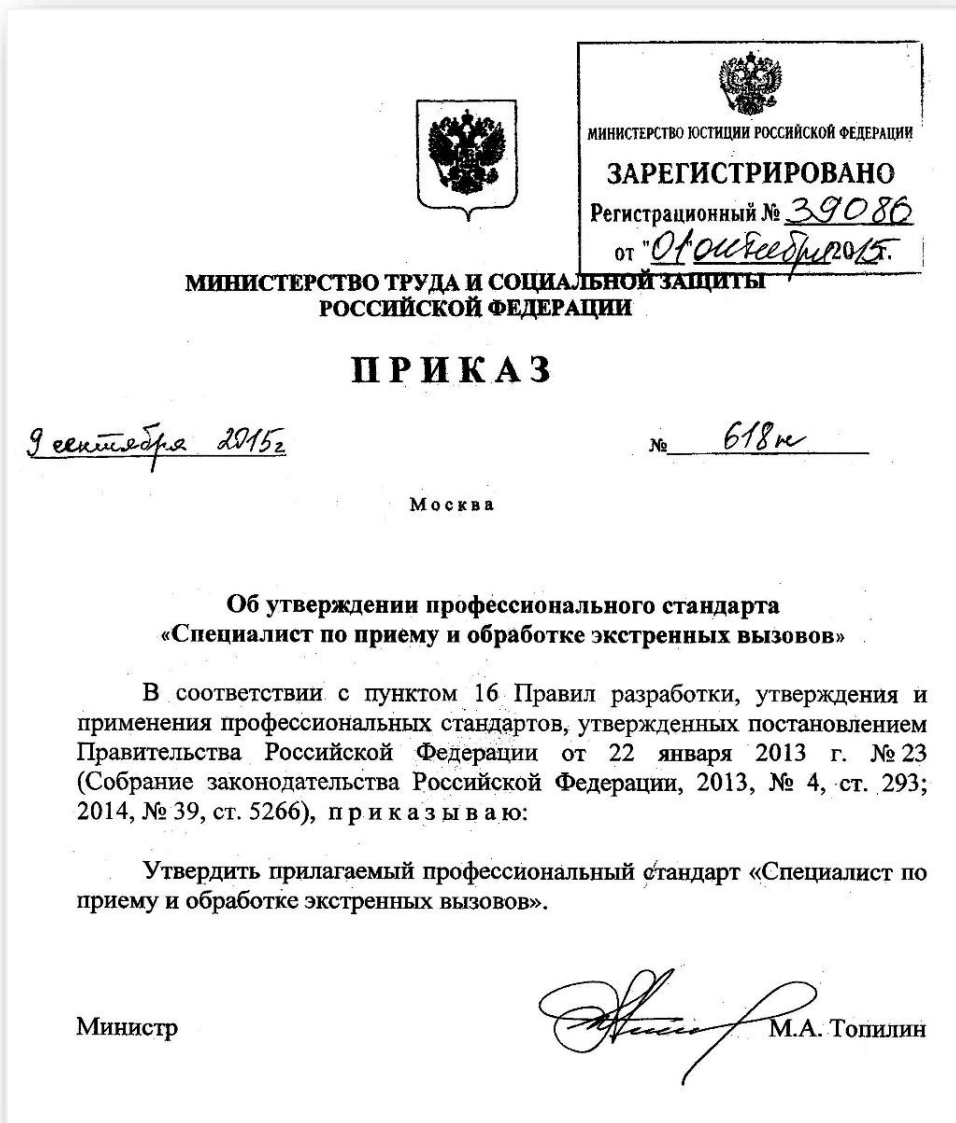 МИНИСТЕРСТВО ЮСТИЦИИ РОССИЙСКОЙ ФЕДЕРАЦИИ
ЗАРЕГИСТРИРОВАНО
Регистрационный № 39086
от "01" октября 2015г.
МИНИСТЕРСТВО ТРУДА И СОЦИАЛЬНОЙ ЗАЩИТЫ
РОССИЙСКОЙ ФЕДЕРАЦИИ
ПРИКАЗ
9 сентября 2015г № 618н
Москва
Об утверждении профессионального стандарта
«Специалист по приему и обработке экстренных вызовов»
В соответствии с пунктом 16 Правил разработки, утверждения и
применения профессиональных стандартов, утвержденных постановлением
Правительства Российской Федерации от 22 января 2013 г. № 23
(Собрание законодательства Российской Федерации, 2013, № 4, ст. 293;
2014, № 39, ст. 5266), приказываю:
Утвердить прилагаемый профессиональный стандарт «Специалист по
приему и обработке экстренных вызовов».
Министр М.А. Топилин